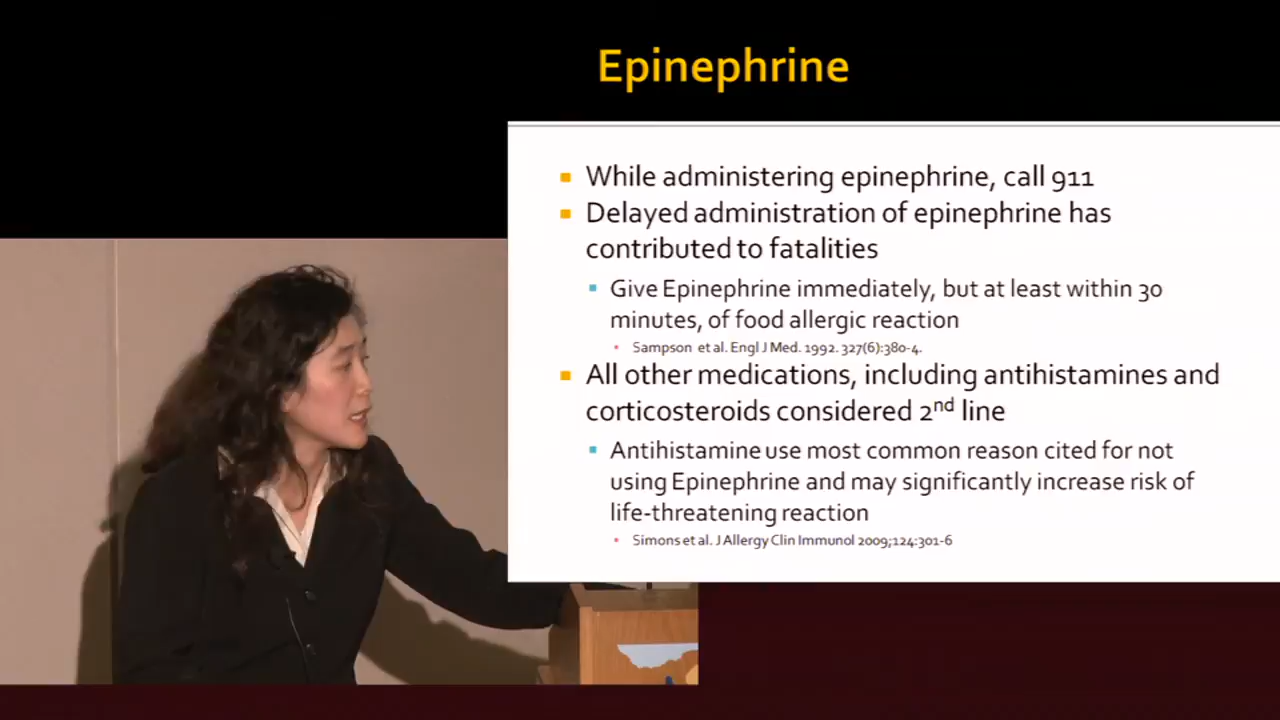 Epinephrine
While administering epinephrine, call 911
Delayed administration of epinephrine has
contributed to fatalities
Give Epinephrine immediately, but at least within 30
minutes, of food allergic reaction
Sampson et al. Engl J Med. 1992. 327(6):380-4.
All other medications, including antihistamines and
corticosteroids considered 2nd line
Antihistamine use most common reason cited for not
using Epinephrine and may significantly increase risk of
life-threatening reaction
Simons et al. J Allergy Clin Immunol 2009;124:301-6